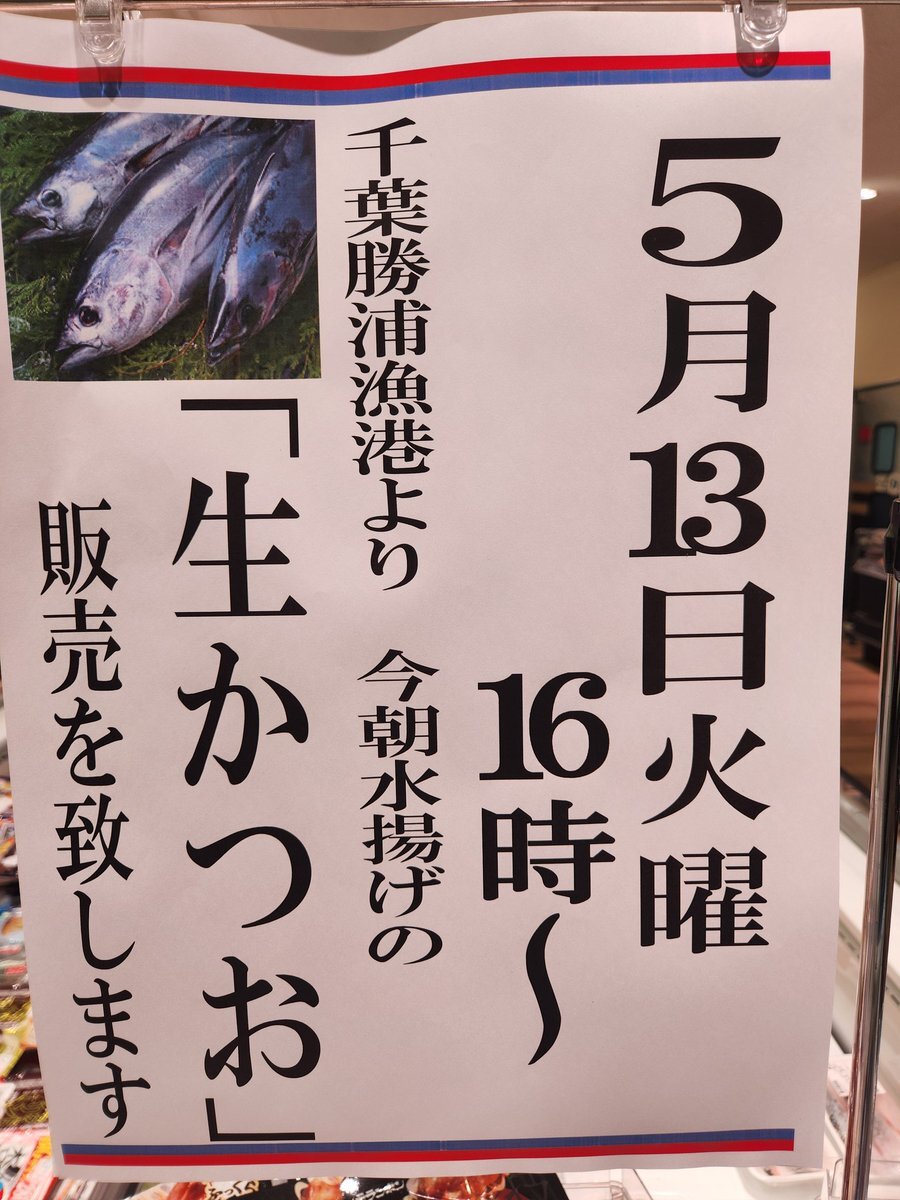 5月13日火曜
16時〜
千葉勝浦漁港より 今朝水揚げの
「生かつお」
販売を致します